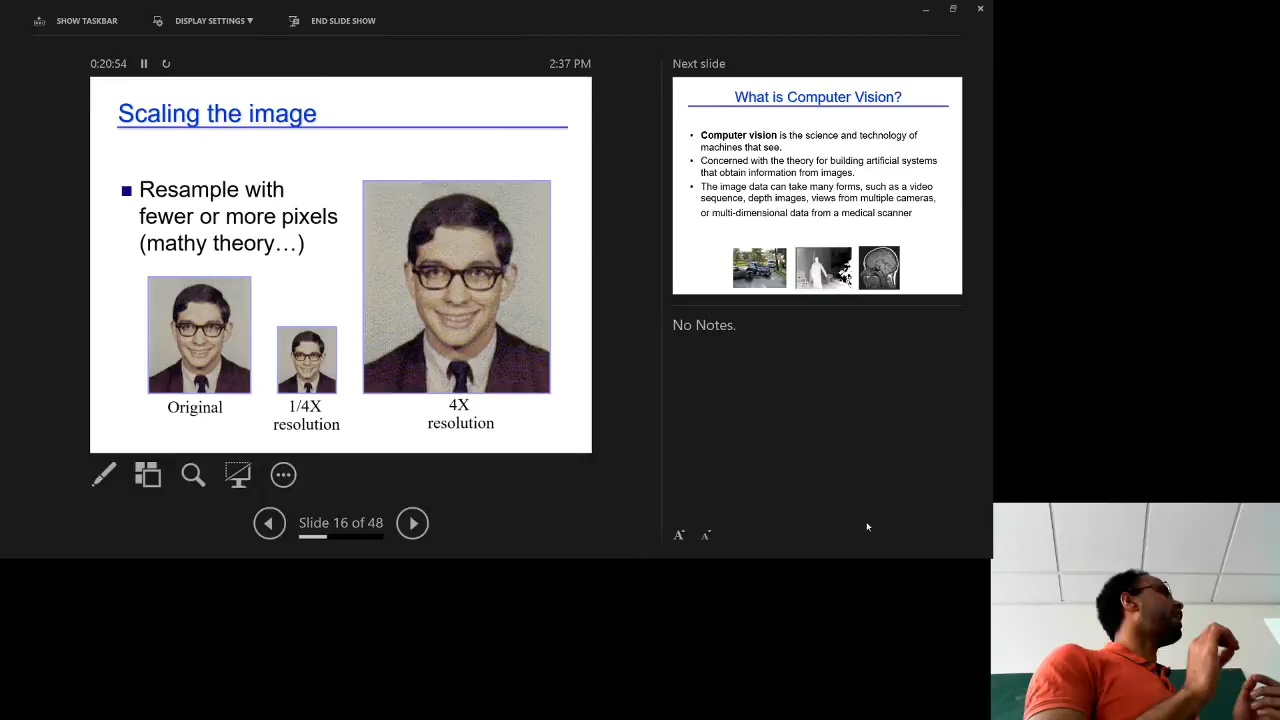 SHOW TASKBAR
DISPLAY SETTINGS ▼
END SLIDE SHOW
0:20:54
2:37 PM
Scaling the image
■ Resample with
fewer or more pixels
(mathy theory…)
Original
1/4X
resolution
4X
resolution
Slide 16 of 48
Next slide
What is Computer Vision?
• Computer vision is the science and technology of
machines that see.
• Concerned with the theory for building artificial systems
that obtain information from images.
• The image data can take many forms, such as a video
sequence, depth images, views from multiple cameras,
or multi-dimensional data from a medical scanner
No Notes.
A A